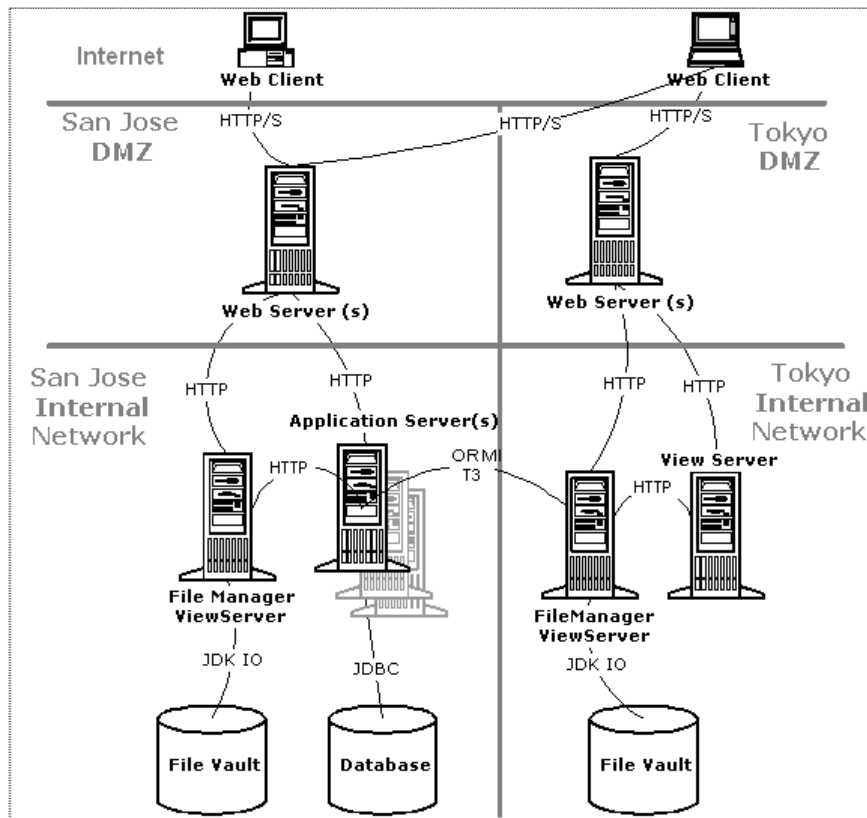 Internet
Web Client
Web Client
San Jose
DMZ
HTTP/S
HTTP/S
HTTP/S
Tokyo
DMZ
Web Server (s)
Web Server (s)
San Jose
Internal
Network
HTTP
HTTP
HTTP
HTTP
Tokyo
Internal
Network
Application Server(s)
View Server
HTTP
ORMI
T3
HTTP
File Manager
ViewServer
FileManager
ViewServer
JDK IO
JDBC
JDK IO
File Vault
Database
File Vault